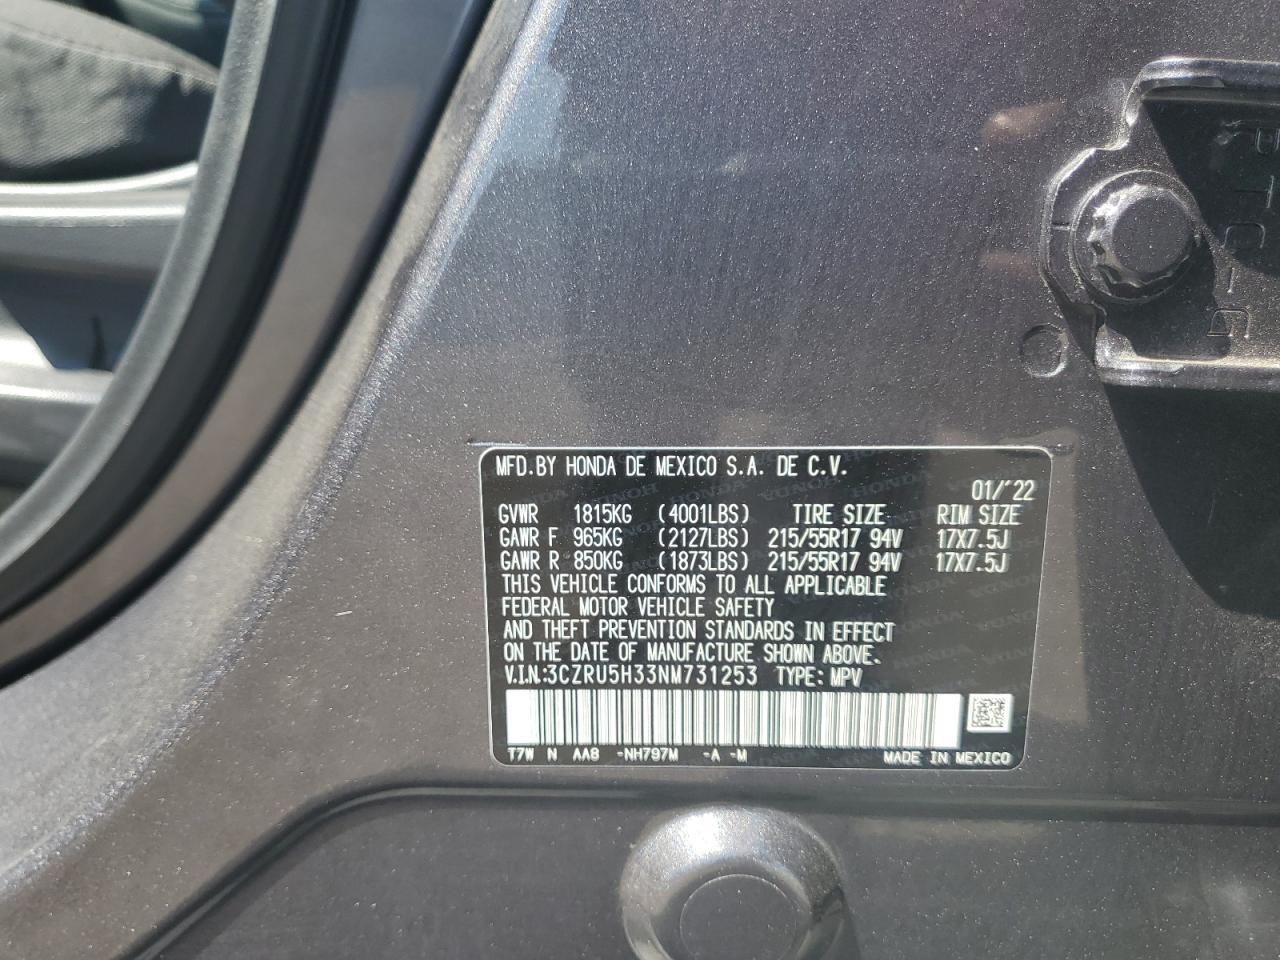 MFD.BY HONDA DE MEXICO S.A. DE C.V.
01/'22
GVWR 1815KG (4001LBS) TIRE SIZE RIM SIZE
GAWR F 965KG (2127LBS) 215/55R17 94V 17X7.5J
GAWR R 850KG (1873LBS) 215/55R17 94V 17X7.5J
THIS VEHICLE CONFORMS TO ALL APPLICABLE
FEDERAL MOTOR VEHICLE SAFETY
AND THEFT PREVENTION STANDARDS IN EFFECT
ON THE DATE OF MANUFACTURE SHOWN ABOVE.
V.I.N:3CZRU5H33NM731253 TYPE: MPV
T7W N AA8 -NH797M -A -M MADE IN MEXICO